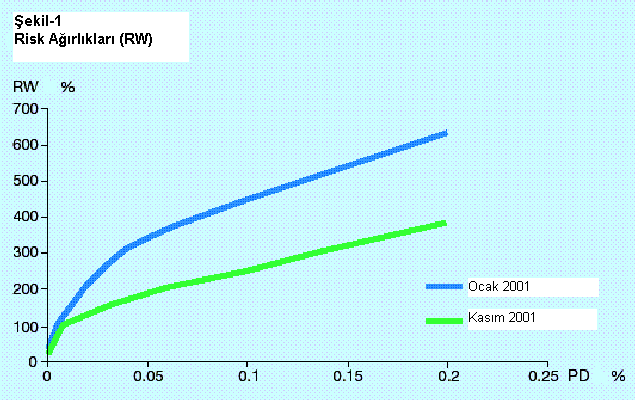 Şekil-1
Risk Ağırlıkları (RW)
RW %
700
600
500
400
300
200
100
0
Ocak 2001
Kasım 2001
0 0.05 0.1 0.15 0.2 0.25 PD %